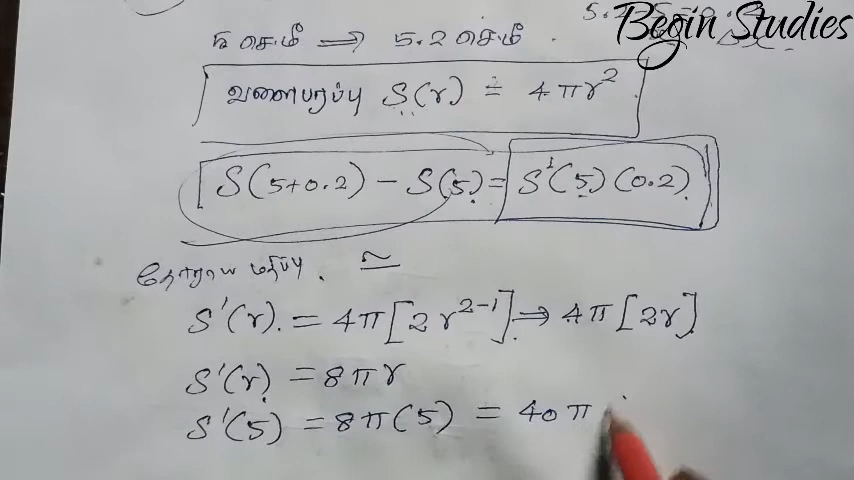 Begin Studies
5 செ.மீ ⇒ 5.2 செ.மீ.
வளைபரப்பு S(r) = 4πr²
S(5+0.2) - S(5) = S'(5)(0.2)
தோராய மதிப்பு. ≃
S'(r) = 4π[2r²⁻¹] ⇒ 4π[2r]
S'(r) = 8πr
S'(5) = 8π(5) = 40π